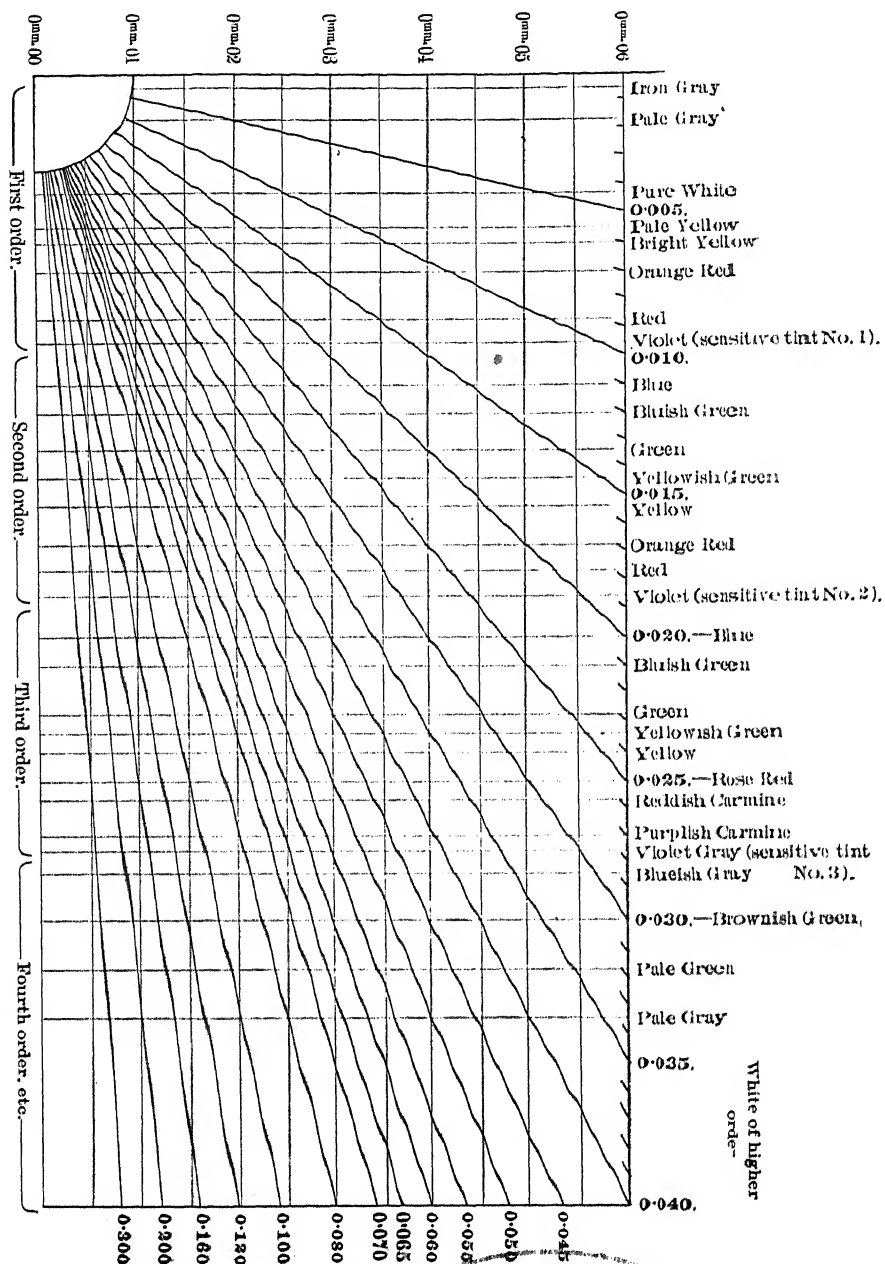 0mm·00
0mm·01
0mm·02
0mm·03
0mm·04
0mm·05
0mm·06
Iron Gray
Pale Gray
Pure White
0·005.
Pale Yellow
Bright Yellow
Orange Red
Red
Violet (sensitive tint No. 1).
0·010.
Blue
Bluish Green
Green
Yellowish Green
0·015.
Yellow
Orange Red
Red
Violet (sensitive tint No. 2).
0·020.—Blue
Bluish Green
Green
Yellowish Green
Yellow
0·025.—Rose Red
Reddish Carmine
Purplish Carmine
Violet Gray (sensitive tint
Blueish Gray No. 3).
0·030.—Brownish Green,
Pale Green
Pale Gray
0·035.
White of higher
orde-
0·040.
First order.
Second order.
Third order.
Fourth order. etc.
0·300
0·200
0·160
0·120
0·100
0·080
0·070
0·065
0·060
0·055
0·050
0·045